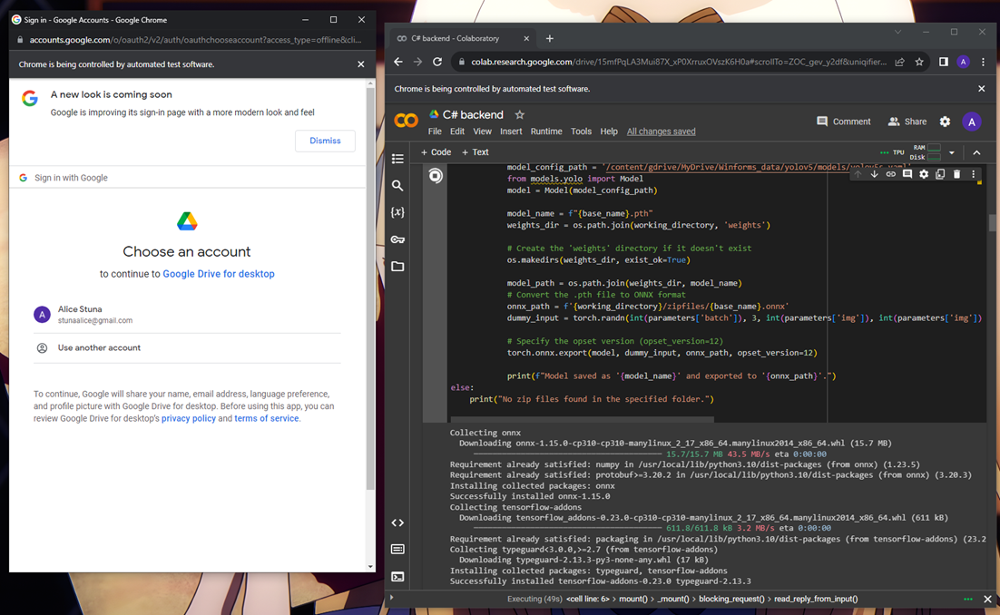 Sign in - Google Accounts - Google Chrome
accounts.google.com/o/oauth2/v2/auth/oauthchooseaccount?access_type=offline&cli...
Chrome is being controlled by automated test software.
A new look is coming soon
Google is improving its sign-in page with a more modern look and feel
Dismiss
Sign in with Google
Choose an account
to continue to Google Drive for desktop
A
Alice Stuna
stunaalice@gmail.com
Use another account
To continue, Google will share your name, email address, language preference,
and profile picture with Google Drive for desktop. Before using this app, you can
review Google Drive for desktop's privacy policy and terms of service.
C# backend - Colaboratory
colab.research.google.com/drive/15mfPqLA3Mui87X_xP0XrruxOVszK6H0a#scrollTo=ZOC_gev_y2df&uniqifier...
A
Chrome is being controlled by automated test software.
C# backend
Comment
Share
A
File Edit View Insert Runtime Tools Help All changes saved
+ Code + Text
TPU
RAM
Disk
model_config_path = '/content/gdrive/MyDrive/Winforms_data/yolov5/models/yolov5s.yaml'
from models.yolo import Model
model = Model(model_config_path)
model_name = f"{base_name}.pth"
weights_dir = os.path.join(working_directory, 'weights')
# Create the 'weights' directory if it doesn't exist
os.makedirs(weights_dir, exist_ok=True)
model_path = os.path.join(weights_dir, model_name)
# Convert the .pth file to ONNX format
onnx_path = f'{working_directory}/zipfiles/{base_name}.onnx'
dummy_input = torch.randn(int(parameters['batch']), 3, int(parameters['img']), int(parameters['img'])
# Specify the opset version (opset_version=12)
torch.onnx.export(model, dummy_input, onnx_path, opset_version=12)
print(f"Model saved as '{model_name}' and exported to '{onnx_path}'.")
else:
print("No zip files found in the specified folder.")
Collecting onnx
Downloading onnx-1.15.0-cp310-cp310-manylinux_2_17_x86_64.manylinux2014_x86_64.whl (15.7 MB)
15.7/15.7 MB 43.5 MB/s eta 0:00:00
Requirement already satisfied: numpy in /usr/local/lib/python3.10/dist-packages (from onnx) (1.23.5)
Requirement already satisfied: protobuf>=3.20.2 in /usr/local/lib/python3.10/dist-packages (from onnx) (3.20.3)
Installing collected packages: onnx
Successfully installed onnx-1.15.0
Collecting tensorflow-addons
Downloading tensorflow_addons-0.23.0-cp310-cp310-manylinux_2_17_x86_64.manylinux2014_x86_64.whl (611 kB)
611.8/611.8 kB 3.2 MB/s eta 0:00:00
Requirement already satisfied: packaging in /usr/local/lib/python3.10/dist-packages (from tensorflow-addons) (23.2
Collecting typeguard<3.0.0,>=2.7 (from tensorflow-addons)
Downloading typeguard-2.13.3-py3-none-any.whl (17 kB)
Installing collected packages: typeguard, tensorflow-addons
Successfully installed tensorflow-addons-0.23.0 typeguard-2.13.3
Executing (49s) <cell line: 6> > mount() > _mount() > blocking_request() > read_reply_from_input()